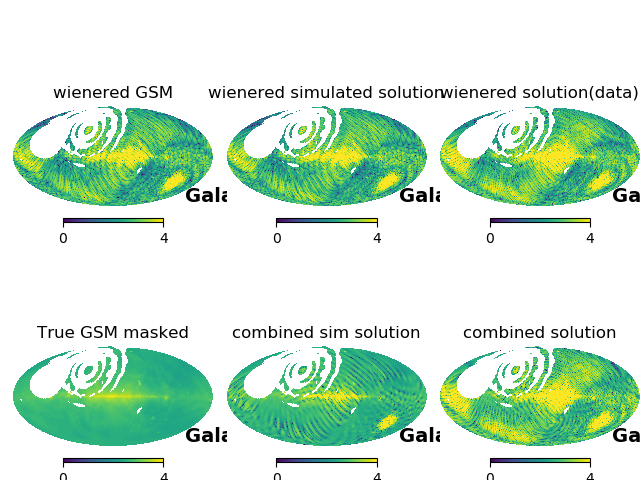 wienered GSM
wienered simulated solution
wienered solution(data)
Gala
Gala
Ga
0 4
0 4
0 4
True GSM masked
combined sim solution
combined solution
Gala
Gala
Ga
0 4
0 4
0 4